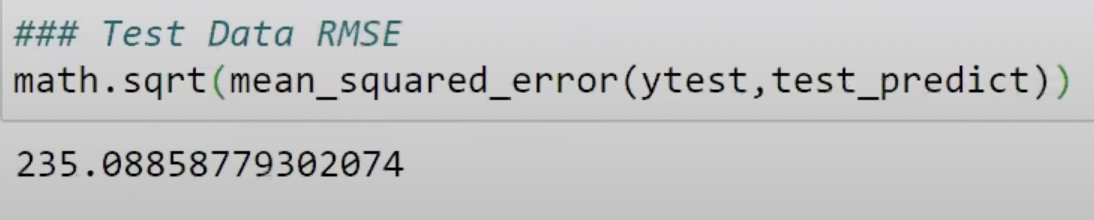 ### Test Data RMSE
math.sqrt(mean_squared_error(ytest,test_predict))
235.08858779302074